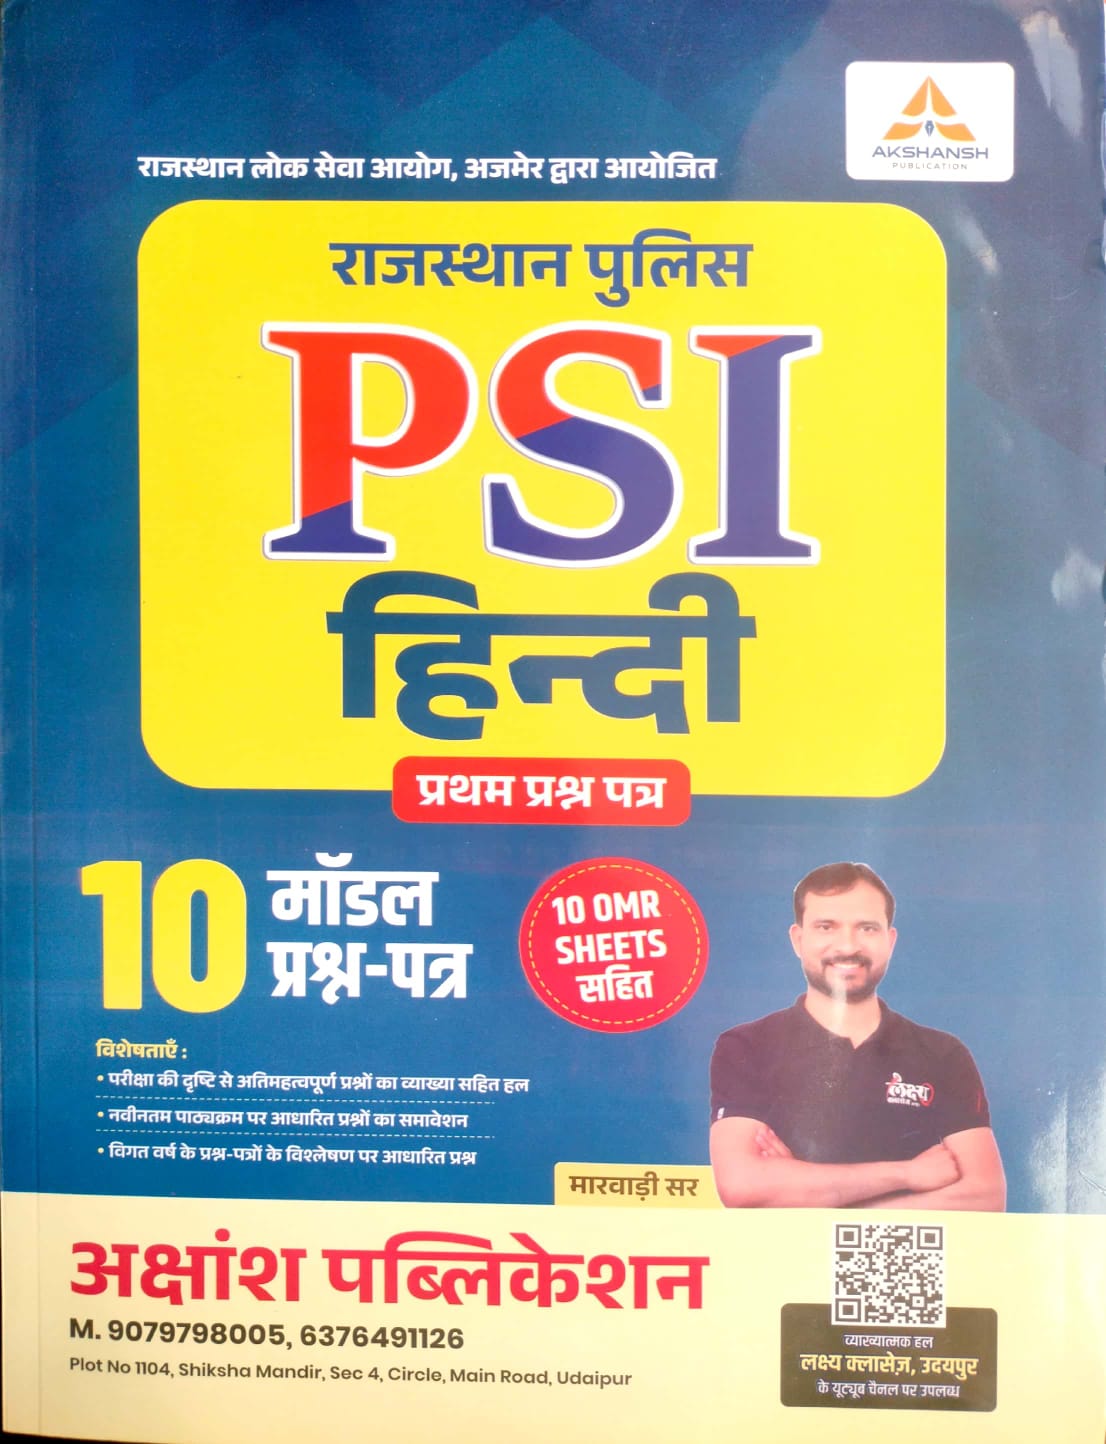 AKSHANSH
PUBLICATION
राजस्थान लोक सेवा आयोग, अजमेर द्वारा आयोजित
राजस्थान पुलिस
PSI
हिन्दी
प्रथम प्रश्न पत्र
10 मॉडल
प्रश्न-पत्र
10 OMR
SHEETS
सहित
विशेषताएँ :
• परीक्षा की दृष्टि से अतिमहत्वपूर्ण प्रश्नों का व्याख्या सहित हल
• नवीनतम पाठ्यक्रम पर आधारित प्रश्नों का समावेशन
• विगत वर्ष के प्रश्न-पत्रों के विश्लेषण पर आधारित प्रश्न
लक्ष्य
मारवाड़ी सर
अक्षांश पब्लिकेशन
M. 9079798005, 6376491126
Plot No 1104, Shiksha Mandir, Sec 4, Circle, Main Road, Udaipur
व्याख्यात्मक हल
लक्ष्य क्लासेज़, उदयपुर
के यूट्यूब चैनल पर उपलब्ध